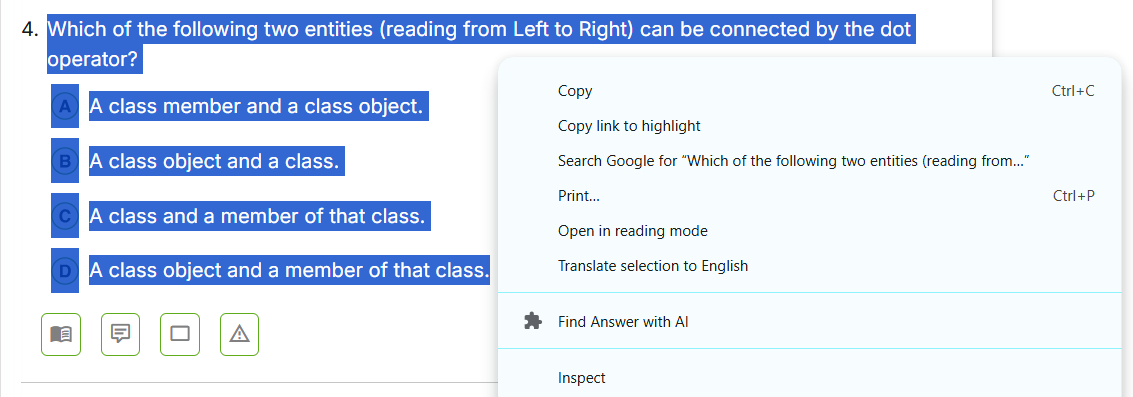 4. Which of the following two entities (reading from Left to Right) can be connected by the dot
operator?
A A class member and a class object.
B A class object and a class.
C A class and a member of that class.
D A class object and a member of that class.
Copy Ctrl+C
Copy link to highlight
Search Google for “Which of the following two entities (reading from...”
Print... Ctrl+P
Open in reading mode
Translate selection to English
Find Answer with AI
Inspect